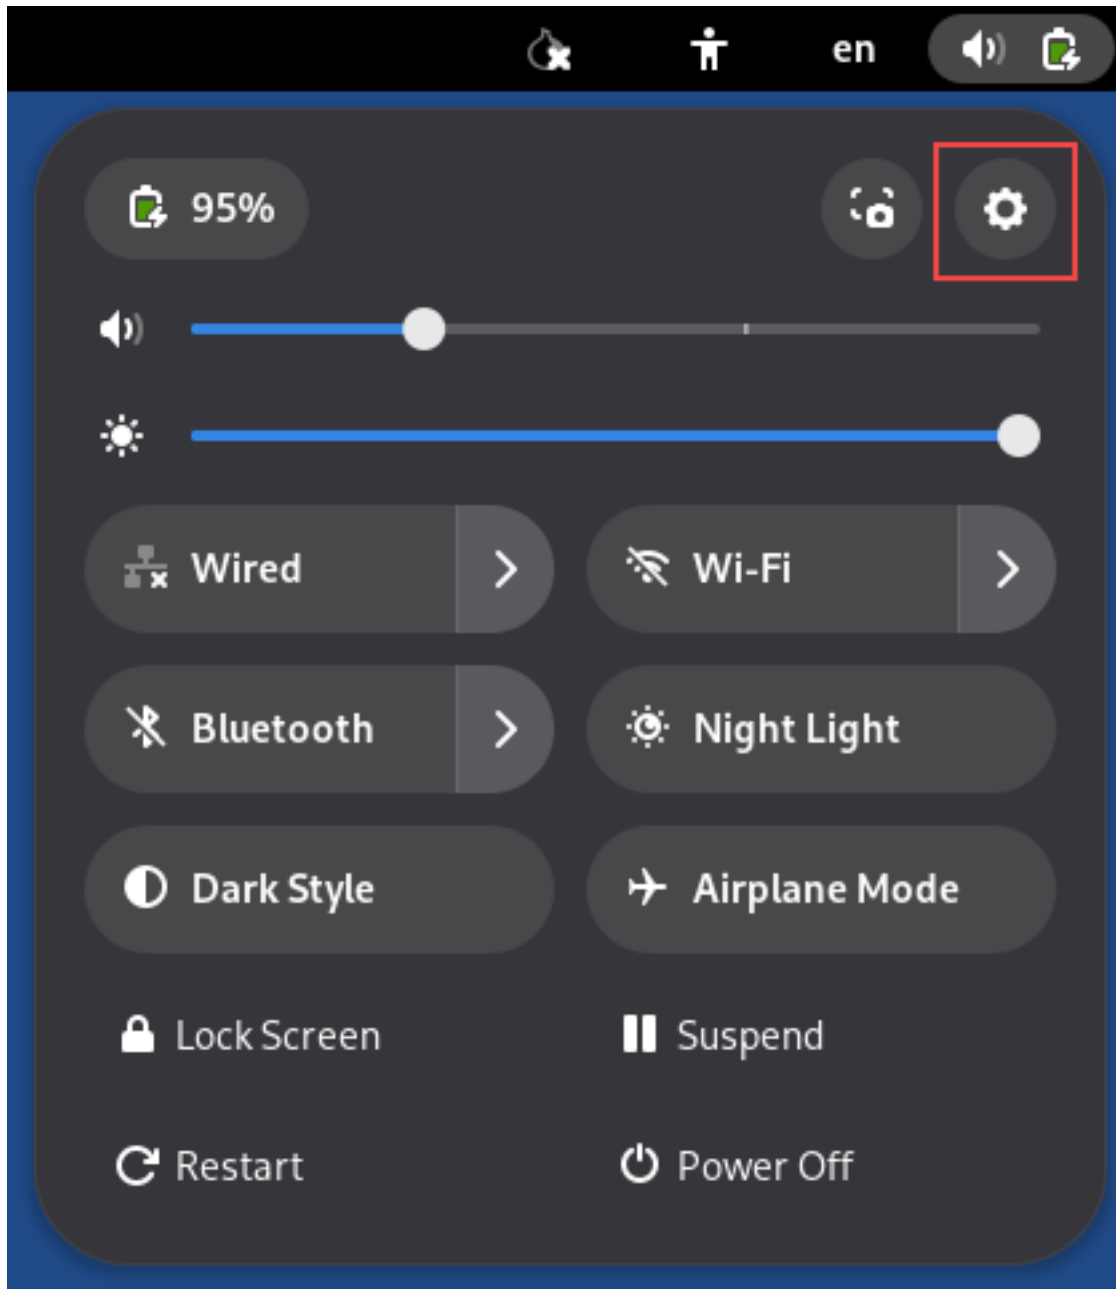 en
95%
Wired
Wi-Fi
Bluetooth
Night Light
Dark Style
Airplane Mode
Lock Screen
Suspend
Restart
Power Off